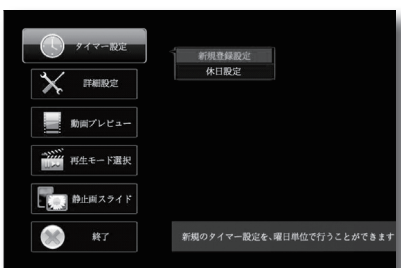 タイマー設定
新規登録設定
休日設定
詳細設定
動画プレビュー
再生モード選択
静止画スライド
終了
新規のタイマー設定を、曜日単位で行うことができます